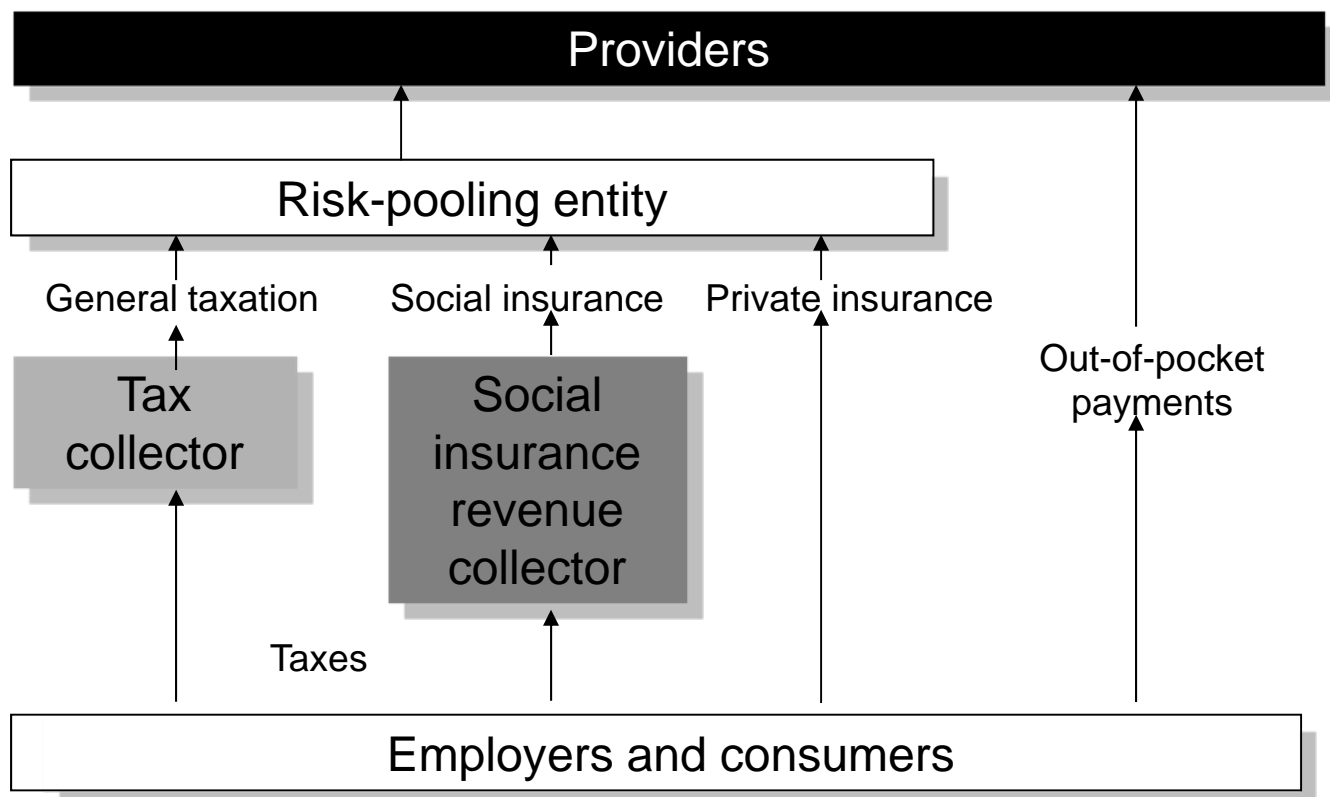 Providers
Risk-pooling entity
General taxation
Social insurance
Private insurance
Out-of-pocket
payments
Tax
collector
Social
insurance
revenue
collector
Taxes
Employers and consumers